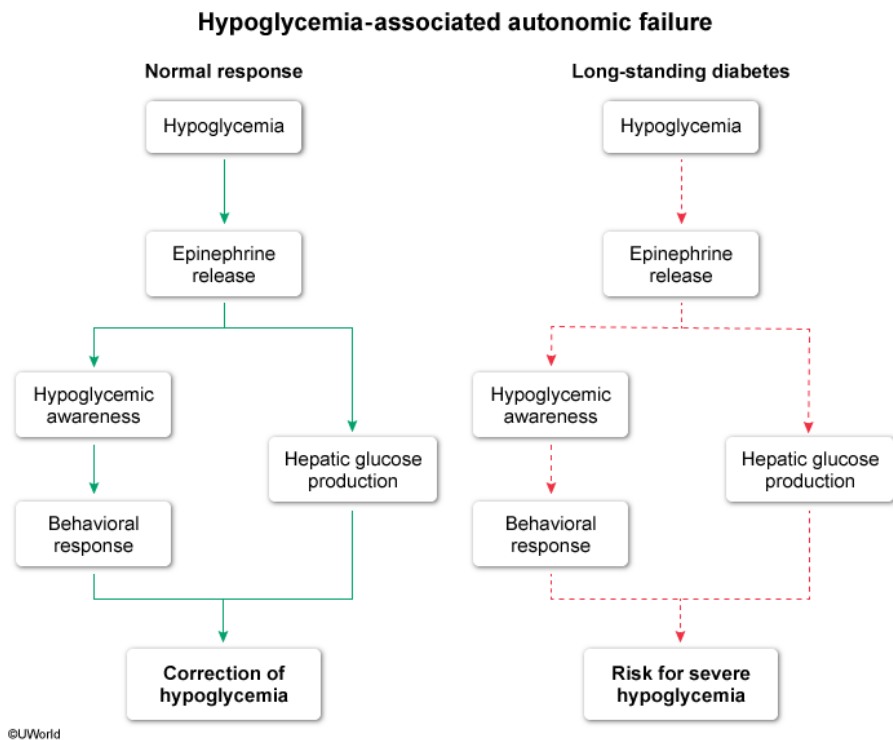 Hypoglycemia-associated autonomic failure
Normal response
Hypoglycemia
Epinephrine
release
Hypoglycemic
awareness
Hepatic glucose
production
Behavioral
response
Correction of
hypoglycemia
Long-standing diabetes
Hypoglycemia
Epinephrine
release
Hypoglycemic
awareness
Hepatic glucose
production
Behavioral
response
Risk for severe
hypoglycemia
©UWorld